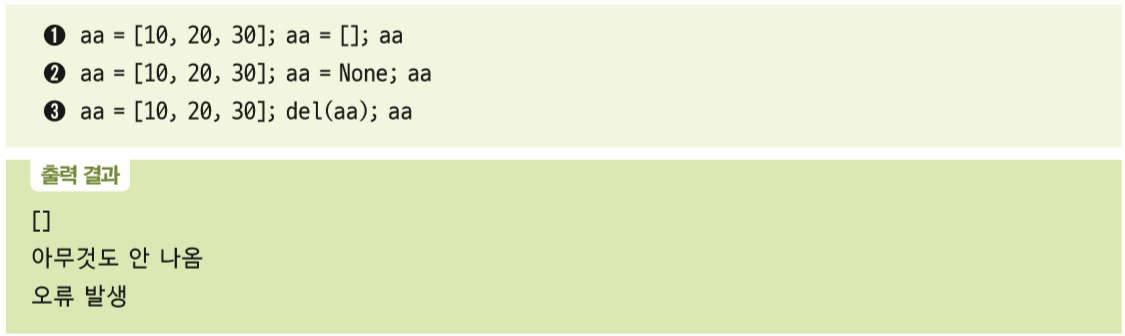 ❶ aa = [10, 20, 30]; aa = []; aa
❷ aa = [10, 20, 30]; aa = None; aa
❸ aa = [10, 20, 30]; del(aa); aa
출력 결과
[]
아무것도 안 나옴
오류 발생